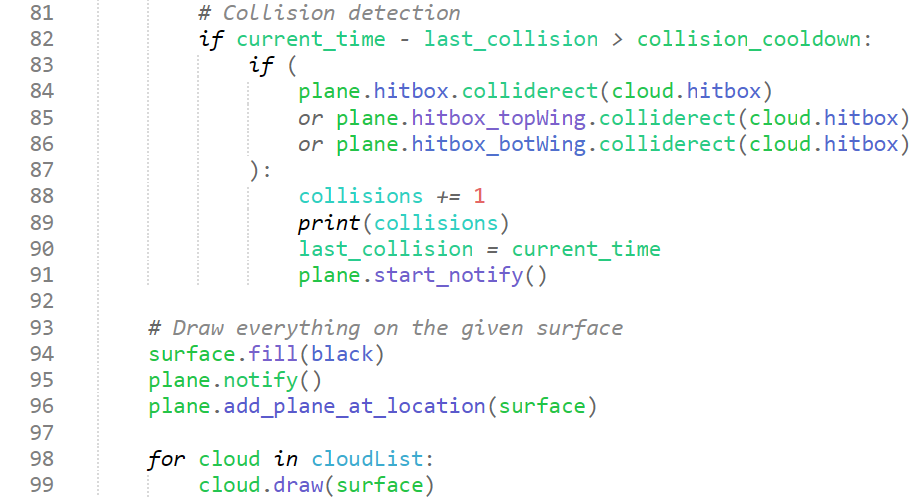 81 # Collision detection
82 if current_time - last_collision > collision_cooldown:
83 if (
84 plane.hitbox.colliderect(cloud.hitbox)
85 or plane.hitbox_topWing.colliderect(cloud.hitbox)
86 or plane.hitbox_botWing.colliderect(cloud.hitbox)
87 ):
88 collisions += 1
89 print(collisions)
90 last_collision = current_time
91 plane.start_notify()
92
93 # Draw everything on the given surface
94 surface.fill(black)
95 plane.notify()
96 plane.add_plane_at_location(surface)
97
98 for cloud in cloudList:
99 cloud.draw(surface)